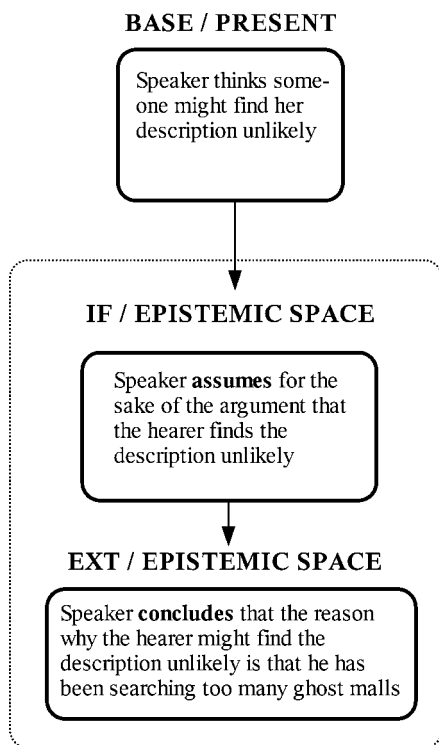 BASE / PRESENT
Speaker thinks some-
one might find her
description unlikely
IF / EPISTEMIC SPACE
Speaker assumes for the
sake of the argument that
the hearer finds the
description unlikely
EXT / EPISTEMIC SPACE
Speaker concludes that the reason
why the hearer might find the
description unlikely is that he has
been searching too many ghost malls